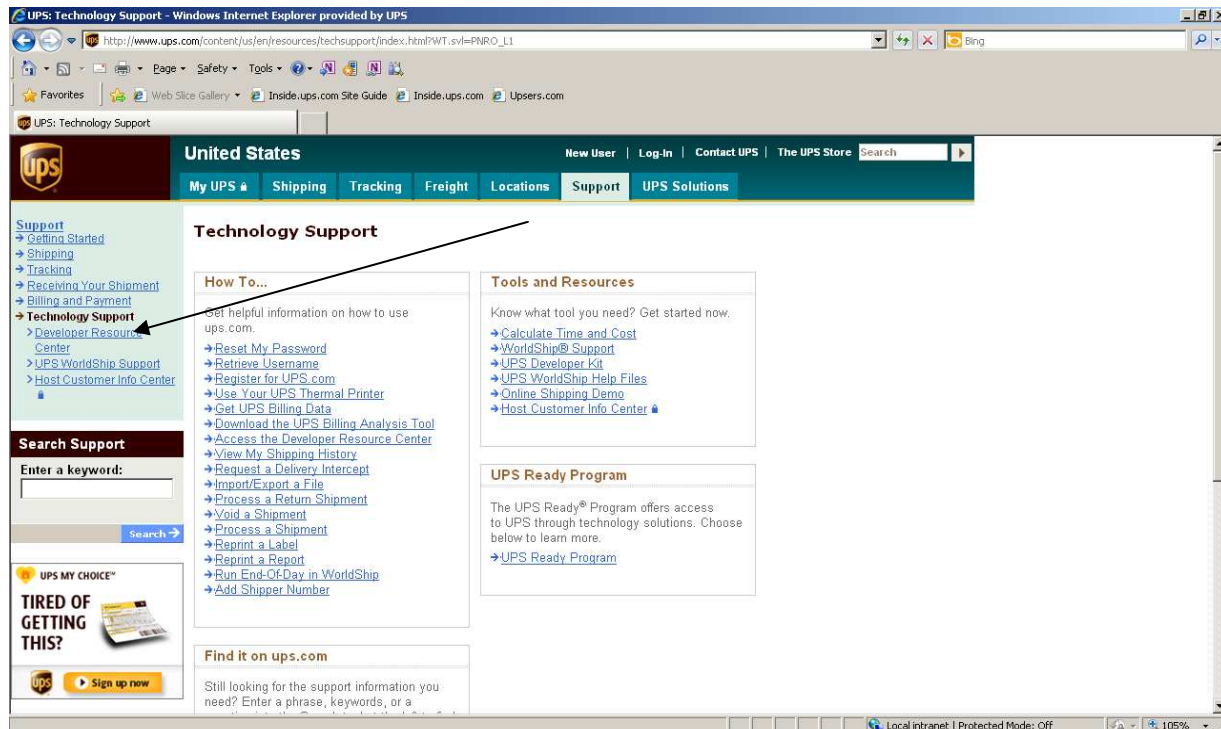 UPS: Technology Support - Windows Internet Explorer provided by UPS
http://www.ups.com/content/us/en/resources/techsupport/index.html?WT.svl=PNRO_L1
Bing
Page Safety Tools
Favorites Web Slice Gallery Inside.ups.com Site Guide Inside.ups.com Upsers.com
UPS: Technology Support
ups
United States
New User | Log-In | Contact UPS | The UPS Store Search
My UPS Shipping Tracking Freight Locations Support UPS Solutions
Support
Getting Started
Shipping
Tracking
Receiving Your Shipment
Billing and Payment
Technology Support
Developer Resource
Center
UPS WorldShip Support
Host Customer Info Center
Search Support
Enter a keyword:
Search
UPS MY CHOICE™
TIRED OF
GETTING
THIS?
ups
Sign up now
Technology Support
How To...
Get helpful information on how to use
ups.com.
Reset My Password
Retrieve Username
Register for UPS.com
Use Your UPS Thermal Printer
Get UPS Billing Data
Download the UPS Billing Analysis Tool
Access the Developer Resource Center
View My Shipping History
Request a Delivery Intercept
Import/Export a File
Process a Return Shipment
Void a Shipment
Process a Shipment
Reprint a Label
Reprint a Report
Run End-Of-Day in WorldShip
Add Shipper Number
Find it on ups.com
Still looking for the support information you
need? Enter a phrase, keywords, or a
Tools and Resources
Know what tool you need? Get started now.
Calculate Time and Cost
WorldShip® Support
UPS Developer Kit
UPS WorldShip Help Files
Online Shipping Demo
Host Customer Info Center
UPS Ready Program
The UPS Ready® Program offers access
to UPS through technology solutions. Choose
below to learn more.
UPS Ready Program
Local intranet | Protected Mode: Off
105%